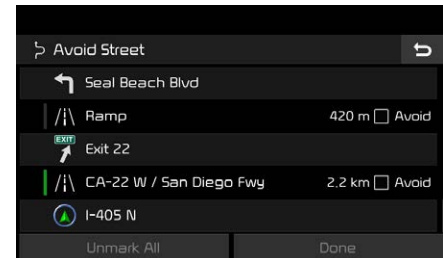 Avoid Street
Seal Beach Blvd
Ramp 420 m Avoid
EXIT
Exit 22
CA-22 W / San Diego Fwy 2.2 km Avoid
I-405 N
Unmark All Done